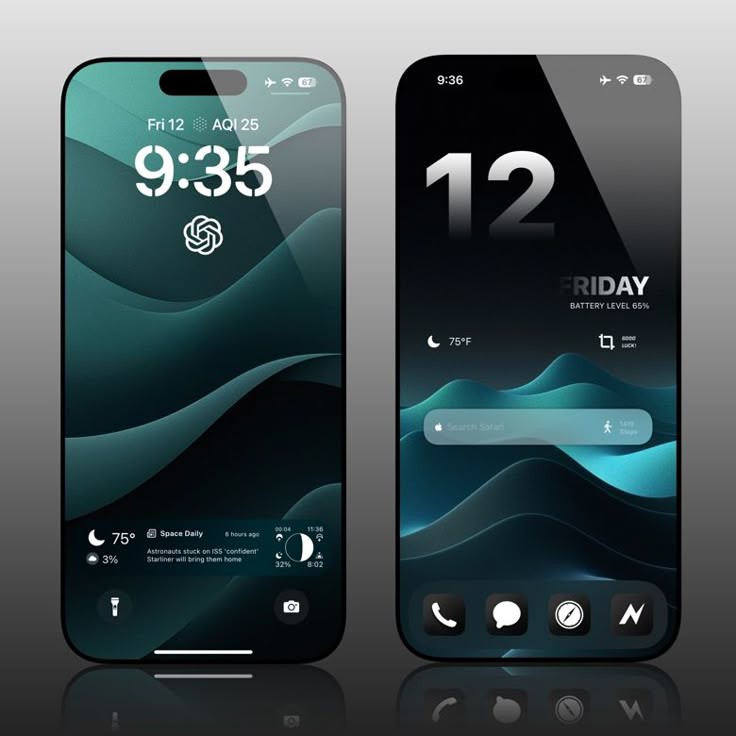 67
Fri 12 AQI 25
9:35
75°
3%
Space Daily 6 hours ago
Astronauts stuck on ISS 'confident'
Starliner will bring them home
00:04 11:36
32% 8:02
9:36
67
12
FRIDAY
BATTERY LEVEL 65%
75°F
GOOD
LUCK!
Search Safari
Steps